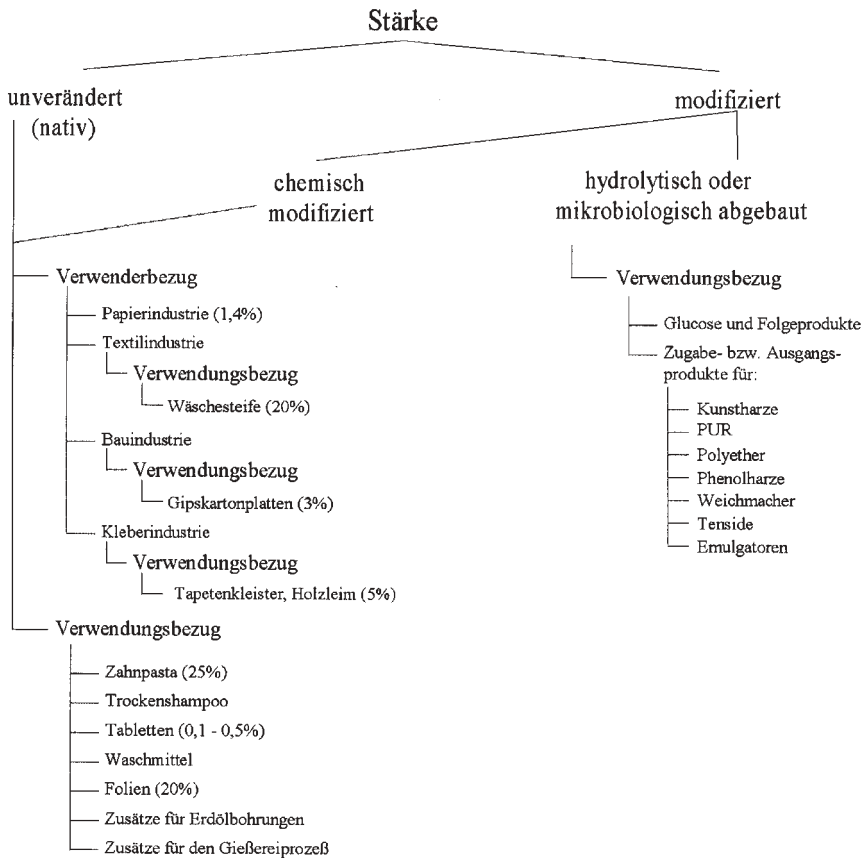 Stärke
unverändert
(nativ)
modifiziert
chemisch
modifiziert
hydrolytisch oder
mikrobiologisch abgebaut
Verwenderbezug
Papierindustrie (1,4%)
Textilindustrie
Verwendungsbezug
Wäschesteife (20%)
Bauindustrie
Verwendungsbezug
Gipskartonplatten (3%)
Kleberindustrie
Verwendungsbezug
Tapetenkleister, Holzleim (5%)
Verwendungsbezug
Zahnpasta (25%)
Trockenshampoo
Tabletten (0,1 - 0,5%)
Waschmittel
Folien (20%)
Zusätze für Erdölbohrungen
Zusätze für den Gießereiprozeß
Verwendungsbezug
Glucose und Folgeprodukte
Zugabe- bzw. Ausgangs-
produkte für:
Kunstharze
PUR
Polyether
Phenolharze
Weichmacher
Tenside
Emulgatoren